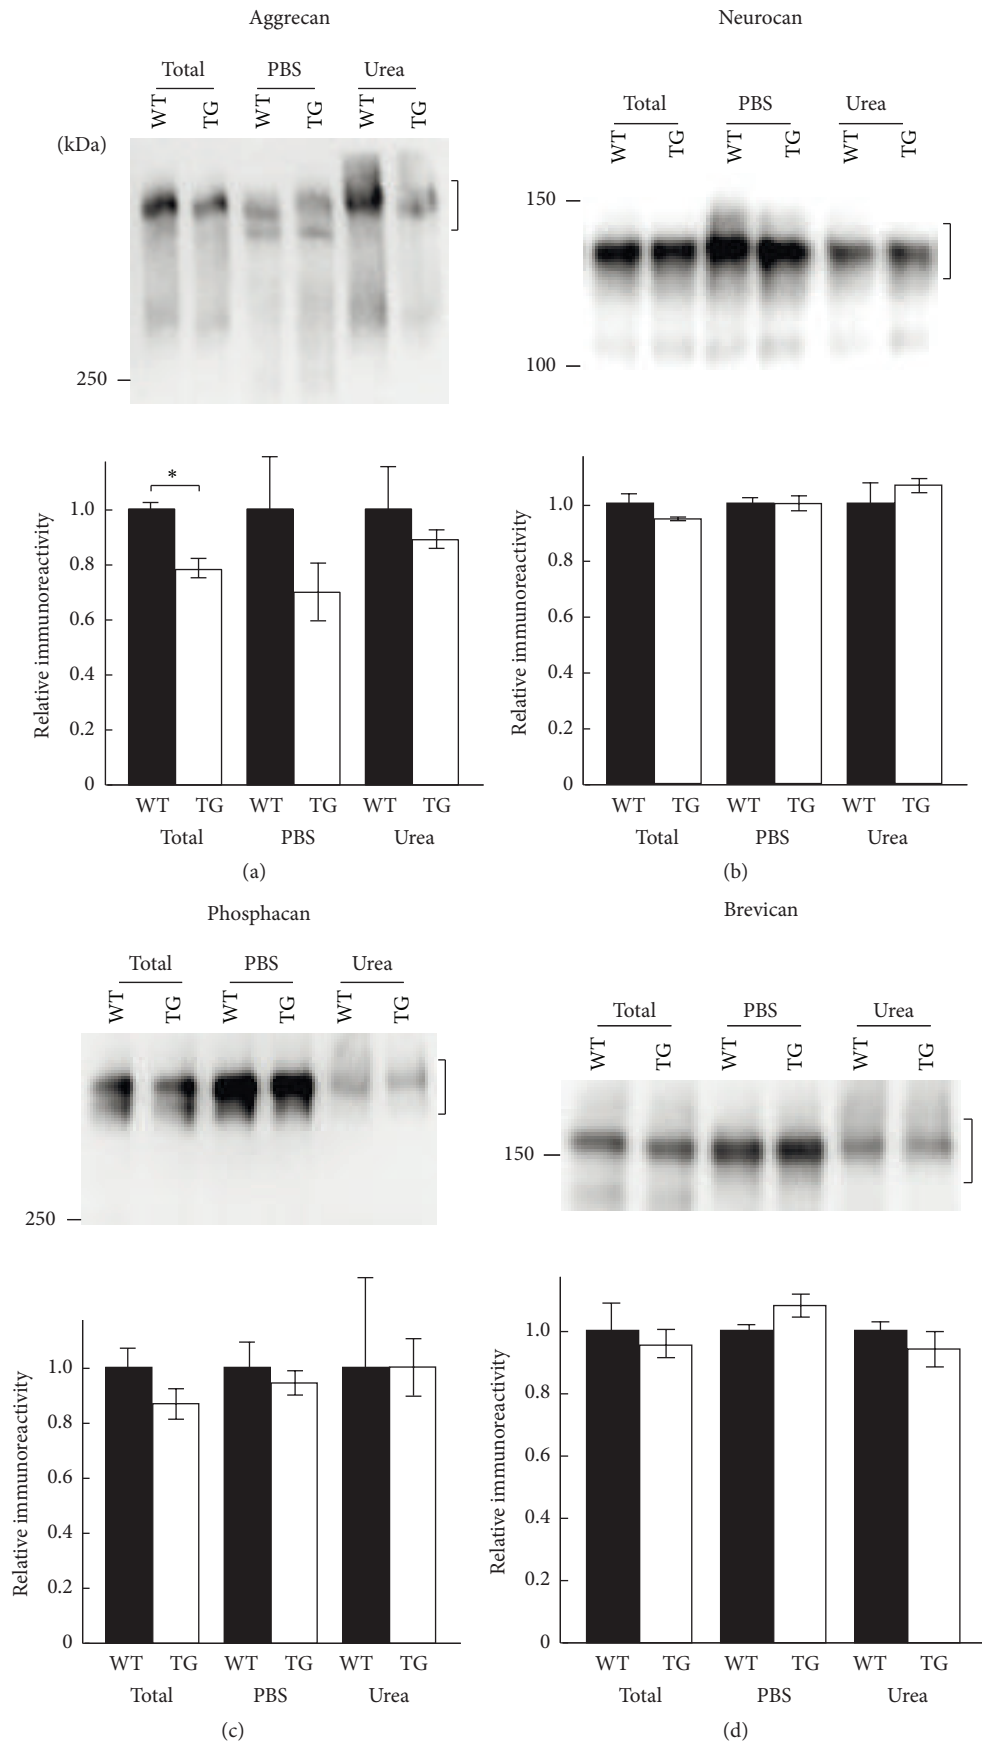 Aggrecan
Total PBS Urea
WT TG WT TG WT TG
(kDa)
250
*
Relative immunoreactivity
1.0
0.8
0.6
0.4
0.2
0
WT TG WT TG WT TG
Total PBS Urea
(a)
Neurocan
Total PBS Urea
WT TG WT TG WT TG
150
100
Relative immunoreactivity
1.0
0.8
0.6
0.4
0.2
0
WT TG WT TG WT TG
Total PBS Urea
(b)
Phosphacan
Total PBS Urea
WT TG WT TG WT TG
250
Relative immunoreactivity
1.0
0.8
0.6
0.4
0.2
0
WT TG WT TG WT TG
Total PBS Urea
(c)
Brevican
Total PBS Urea
WT TG WT TG WT TG
150
Relative immunoreactivity
1.0
0.8
0.6
0.4
0.2
0
WT TG WT TG WT TG
Total PBS Urea
(d)